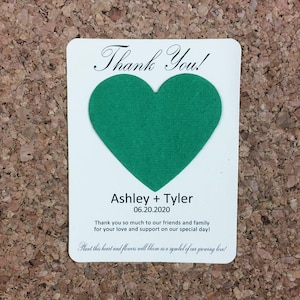 Thank You!
Ashley + Tyler
06.20.2020
Thank you so much to our friends and family
for your love and support on our special day!
Plant this heart and flowers will bloom as a symbol of our growing love!